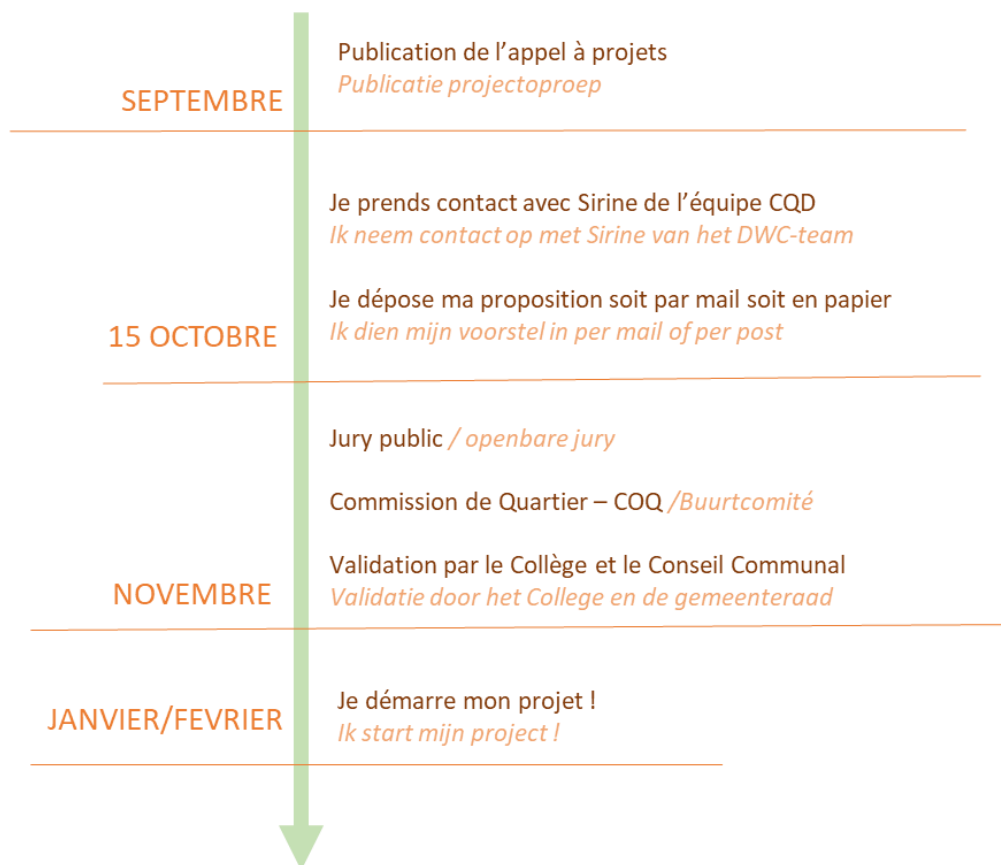 Publication de l’appel à projets
Publicatie projectoproep
SEPTEMBRE
Je prends contact avec Sirine de l’équipe CQD
Ik neem contact op met Sirine van het DWC-team
Je dépose ma proposition soit par mail soit en papier
Ik dien mijn voorstel in per mail of per post
15 OCTOBRE
Jury public / openbare jury
Commission de Quartier – COQ /Buurtcomité
Validation par le Collège et le Conseil Communal
Validatie door het College en de gemeenteraad
NOVEMBRE
Je démarre mon projet !
Ik start mijn project !
JANVIER/FEVRIER